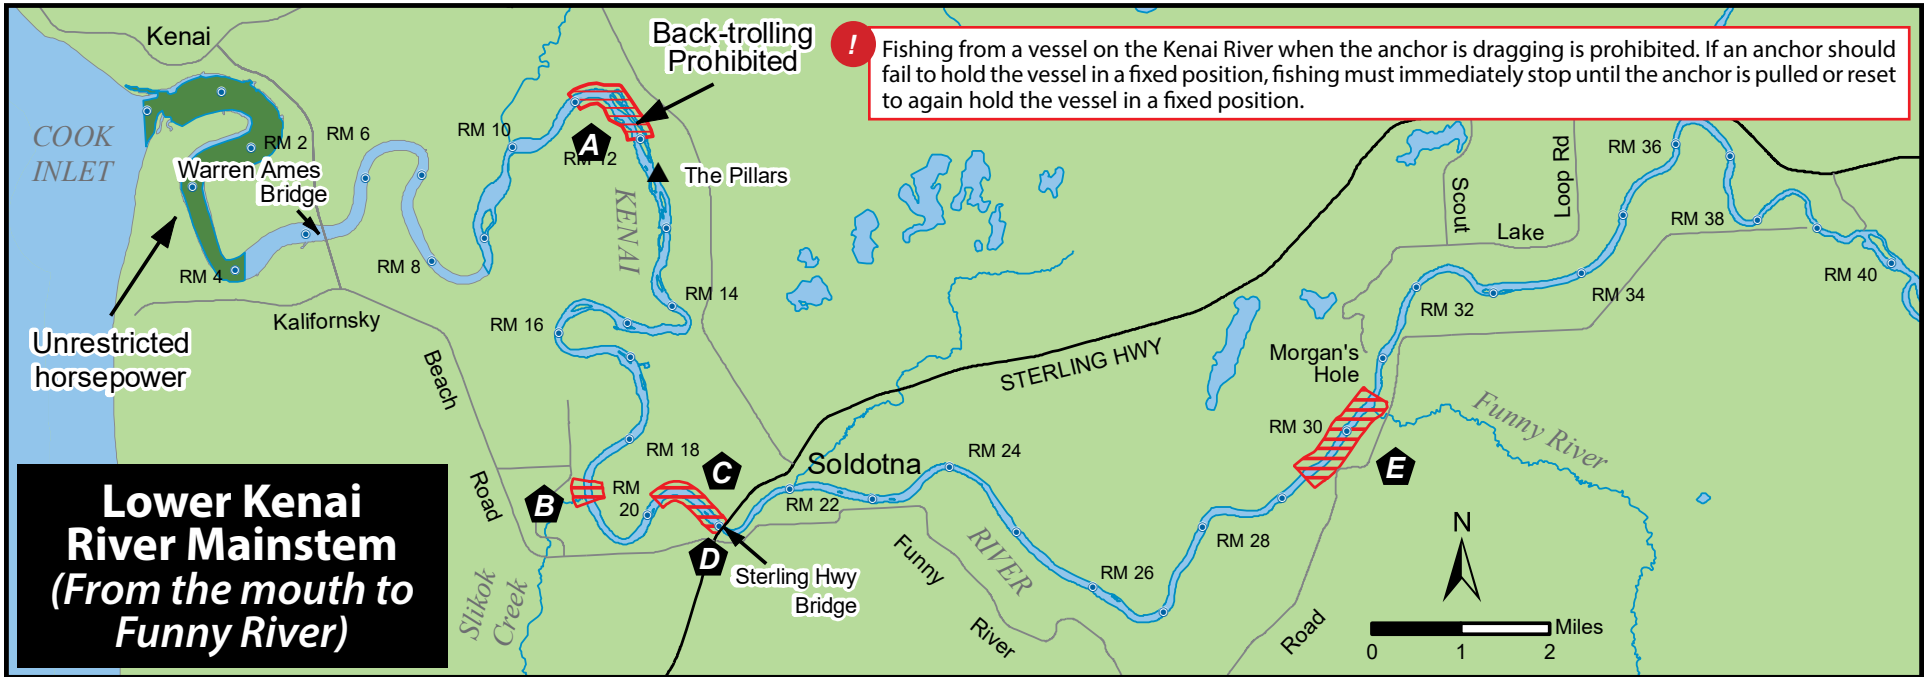 Kenai
Back-trolling
Prohibited
!
Fishing from a vessel on the Kenai River when the anchor is dragging is prohibited. If an anchor should
fail to hold the vessel in a fixed position, fishing must immediately stop until the anchor is pulled or reset
to again hold the vessel in a fixed position.
COOK
INLET
RM 2
RM 6
RM 10
A
RM 12
Warren Ames
Bridge
The Pillars
KENAI
RM 36
Loop Rd
Scout
Lake
RM 38
RM 4
RM 8
RM 14
RM 40
Kalifornsky
RM 16
RM 32
RM 34
Unrestricted
horsepower
Beach
STERLING HWY
Morgan's
Hole
Funny River
RM 18
C
Soldotna
RM 24
RM 30
E
Road
B
RM
20
RM 22
D
Sterling Hwy
Bridge
Funny
RIVER
RM 28
N
RM 26
Slikok
Creek
River
Road
Miles
0
1
2
Lower Kenai
River Mainstem
(From the mouth to
Funny River)